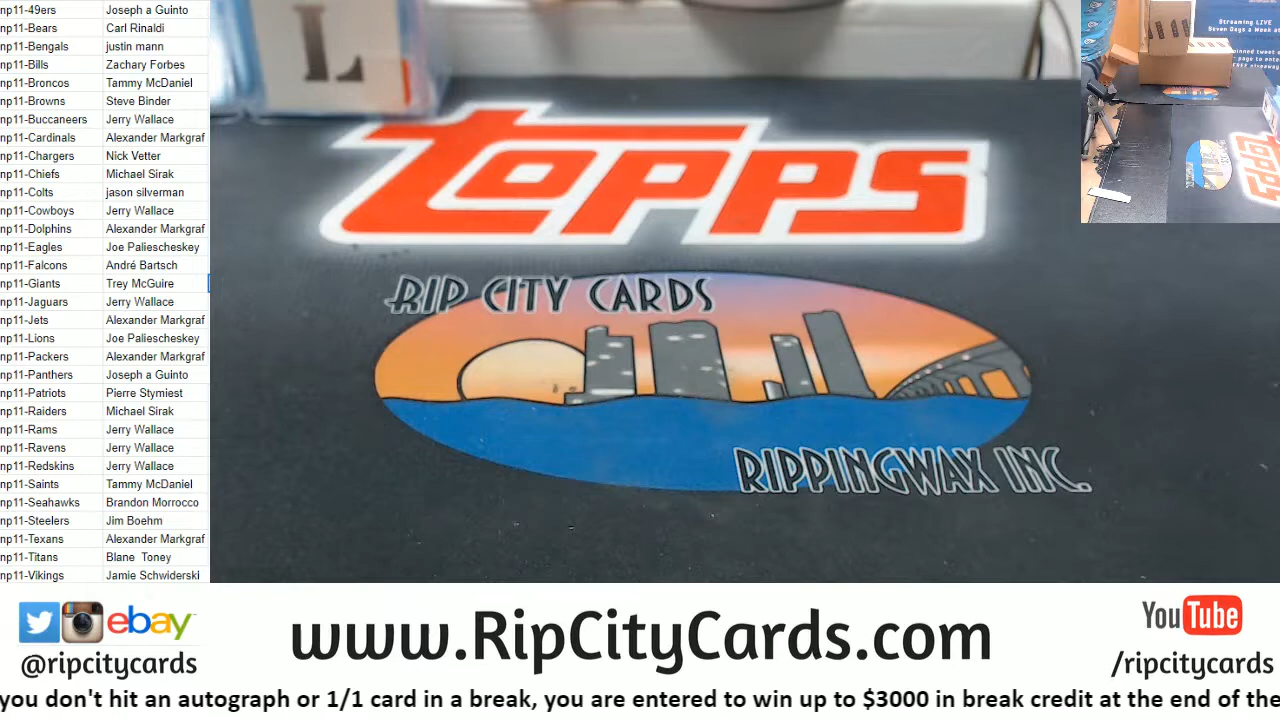 np11-49ers Joseph a Guinto
np11-Bears Carl Rinaldi
np11-Bengals justin mann
np11-Bills Zachary Forbes
np11-Broncos Tammy McDaniel
np11-Browns Steve Binder
np11-Buccaneers Jerry Wallace
np11-Cardinals Alexander Markgraf
np11-Chargers Nick Vetter
np11-Chiefs Michael Sirak
np11-Colts jason silverman
np11-Cowboys Jerry Wallace
np11-Dolphins Alexander Markgraf
np11-Eagles Joe Paliescheskey
np11-Falcons André Bartsch
np11-Giants Trey McGuire
np11-Jaguars Jerry Wallace
np11-Jets Alexander Markgraf
np11-Lions Joe Paliescheskey
np11-Packers Alexander Markgraf
np11-Panthers Joseph a Guinto
np11-Patriots Pierre Stymiest
np11-Raiders Michael Sirak
np11-Rams Jerry Wallace
np11-Ravens Jerry Wallace
np11-Redskins Jerry Wallace
np11-Saints Tammy McDaniel
np11-Seahawks Brandon Morrocco
np11-Steelers Jim Boehm
np11-Texans Alexander Markgraf
np11-Titans Blane Toney
np11-Vikings Jamie Schwiderski
L
topps
RIP CITY CARDS
RIPPINGWAX INC.
Streaming LIVE
Seven Days a Week at
pinned tweet o
page to enter
FREE giveaway
topps
ebay
@ripcitycards
www.RipCityCards.com
YouTube
/ripcitycards
you don't hit an autograph or 1/1 card in a break, you are entered to win up to $3000 in break credit at the end of the